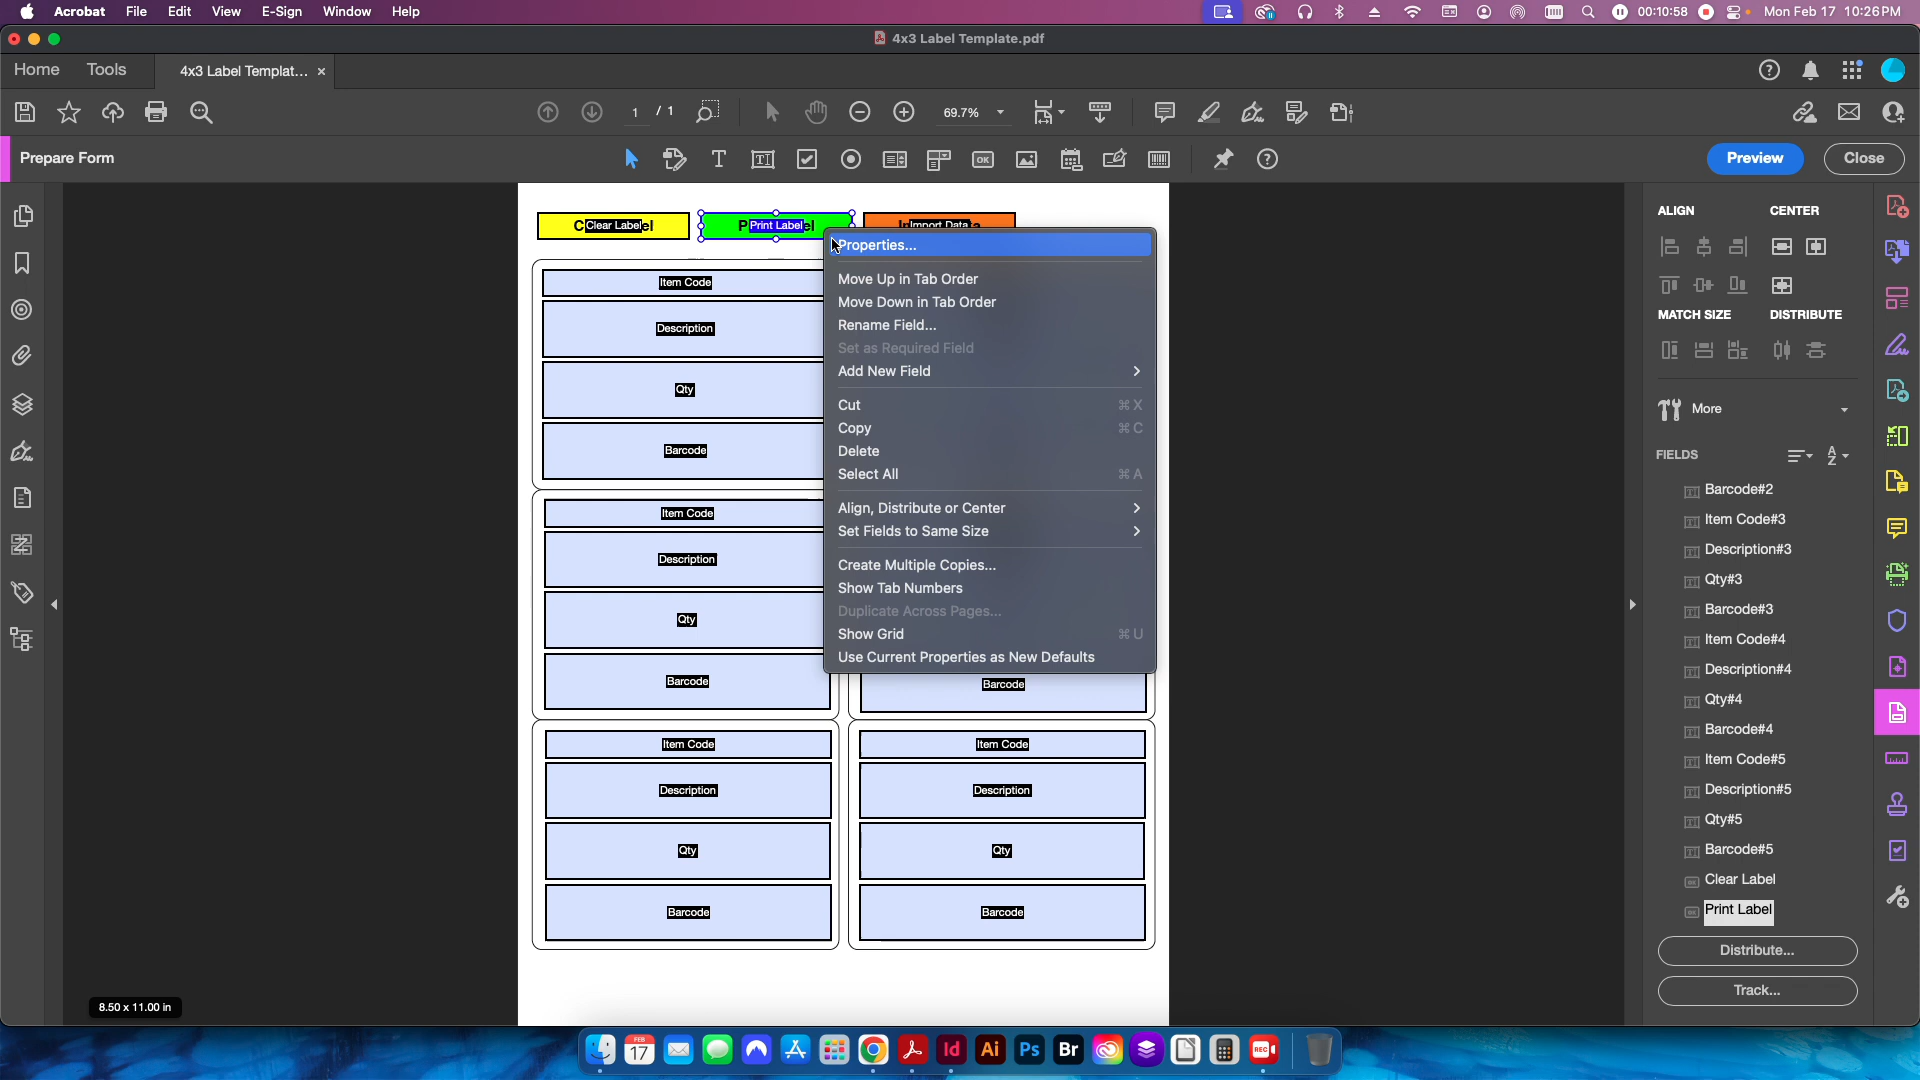 Acrobat File Edit View E-Sign Window Help
00:10:58 Mon Feb 17 10:26 PM
4x3 Label Template.pdf
Home Tools 4x3 Label Templat... ×
1 / 1 69.7%
Prepare Form
Preview Close
Clear Label
Print Label
Import Data
Properties...
Move Up in Tab Order
Move Down in Tab Order
Rename Field...
Set as Required Field
Add New Field
Cut ⌘ X
Copy ⌘ C
Delete
Select All ⌘ A
Align, Distribute or Center
Set Fields to Same Size
Create Multiple Copies...
Show Tab Numbers
Duplicate Across Pages...
Show Grid ⌘ U
Use Current Properties as New Defaults
Item Code
Description
Qty
Barcode
Item Code
Description
Qty
Barcode
Barcode
Item Code
Description
Qty
Barcode
Item Code
Description
Qty
Barcode
8.50 x 11.00 in
ALIGN CENTER
MATCH SIZE DISTRIBUTE
More
FIELDS
Barcode#2
Item Code#3
Description#3
Qty#3
Barcode#3
Item Code#4
Description#4
Qty#4
Barcode#4
Item Code#5
Description#5
Qty#5
Barcode#5
Clear Label
Print Label
Distribute...
Track...
FEB
17
Id
Ai
Ps
Br
REC